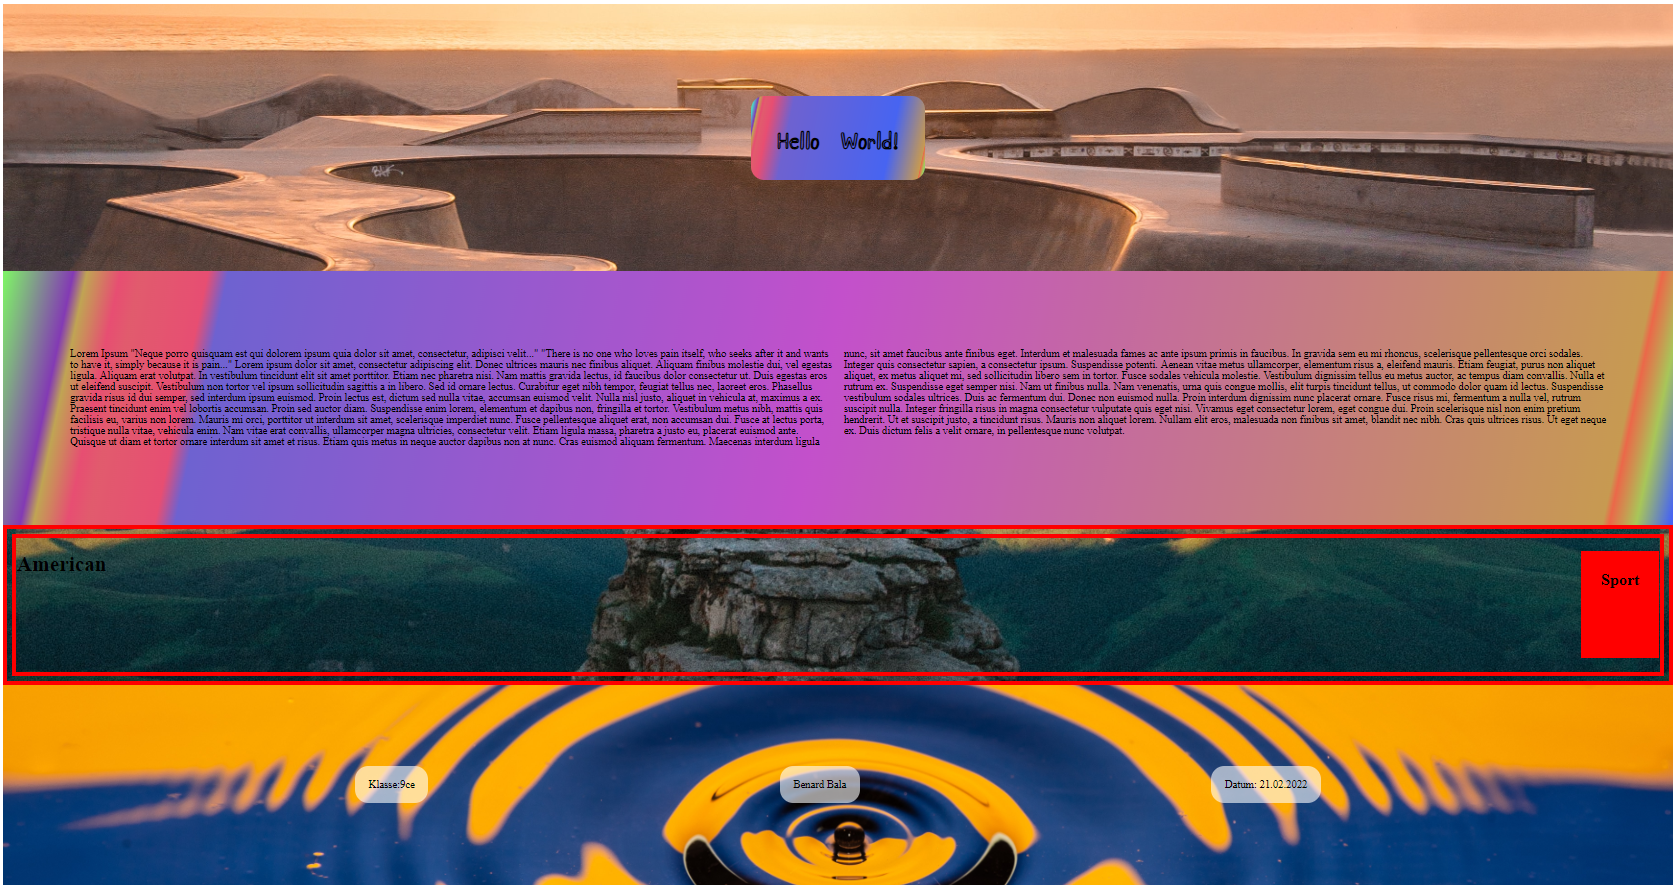 Hello World!
Lorem Ipsum "Neque porro quisquam est qui dolorem ipsum quia dolor sit amet, consectetur, adipisci velit..." "There is no one who loves pain itself, who seeks after it and wants
to have it, simply because it is pain..." Lorem ipsum dolor sit amet, consectetur adipiscing elit. Donec ultrices mauris nec finibus aliquet. Aliquam finibus molestie dui, vel egestas
ligula. Aliquam erat volutpat. In vestibulum tincidunt elit sit amet porttitor. Etiam nec pharetra nisi. Nam mattis gravida lectus, id faucibus dolor consectetur ut. Duis egestas eros
ut eleifend suscipit. Vestibulum non tortor vel ipsum sollicitudin sagittis a in libero. Sed id ornare lectus. Curabitur eget nibh tempor, feugiat tellus nec, laoreet eros. Phasellus
gravida risus id dui semper, sed interdum ipsum euismod. Proin lectus est, dictum sed nulla vitae, accumsan euismod velit. Nulla nisl justo, aliquet in vehicula at, maximus a ex.
Praesent tincidunt enim vel lobortis accumsan. Proin sed auctor diam. Suspendisse enim lorem, elementum et dapibus non, fringilla et tortor. Vestibulum metus nibh, mattis quis
facilisis eu, varius non lorem. Mauris mi orci, porttitor ut interdum sit amet, scelerisque imperdiet nunc. Fusce pellentesque aliquet erat, non accumsan dui. Fusce at lectus porta,
tristique nulla vitae, vehicula enim. Nam vitae erat convallis, ullamcorper magna ultricies, consectetur velit. Etiam ligula massa, pharetra a justo eu, placerat euismod ante.
Quisque ut diam et tortor ornare interdum sit amet et risus. Etiam quis metus in neque auctor dapibus non at nunc. Cras euismod aliquam fermentum. Maecenas interdum ligula
nunc, sit amet faucibus ante finibus eget. Interdum et malesuada fames ac ante ipsum primis in faucibus. In gravida sem eu mi rhoncus, scelerisque pellentesque orci sodales.
Integer quis consectetur sapien, a consectetur ipsum. Suspendisse potenti. Aenean vitae metus ullamcorper, elementum risus a, eleifend mauris. Etiam feugiat, purus non aliquet
aliquet, ex metus aliquet mi, sed sollicitudin libero sem in tortor. Fusce sodales vehicula molestie. Vestibulum dignissim tellus eu metus auctor, ac tempus diam convallis. Nulla et
rutrum ex. Suspendisse eget semper nisi. Nam ut finibus nulla. Nam venenatis, urna quis congue mollis, elit turpis tincidunt tellus, ut commodo dolor quam id lectus. Suspendisse
vestibulum sodales ultrices. Duis ac fermentum dui. Donec non euismod nulla. Proin interdum dignissim nunc placerat ornare. Fusce risus mi, fermentum a nulla vel, rutrum
suscipit nulla. Integer fringilla risus in magna consectetur vulputate quis eget nisi. Vivamus eget consectetur lorem, eget congue dui. Proin scelerisque nisl non enim pretium
hendrerit. Ut et suscipit justo, a tincidunt risus. Mauris non aliquet lorem. Nullam elit eros, malesuada non finibus sit amet, blandit nec nibh. Cras quis ultrices risus. Ut eget neque
ex. Duis dictum felis a velit ornare, in pellentesque nunc volutpat.
American
Sport
Klasse:9ce
Benard Bala
Datum: 21.02.2022